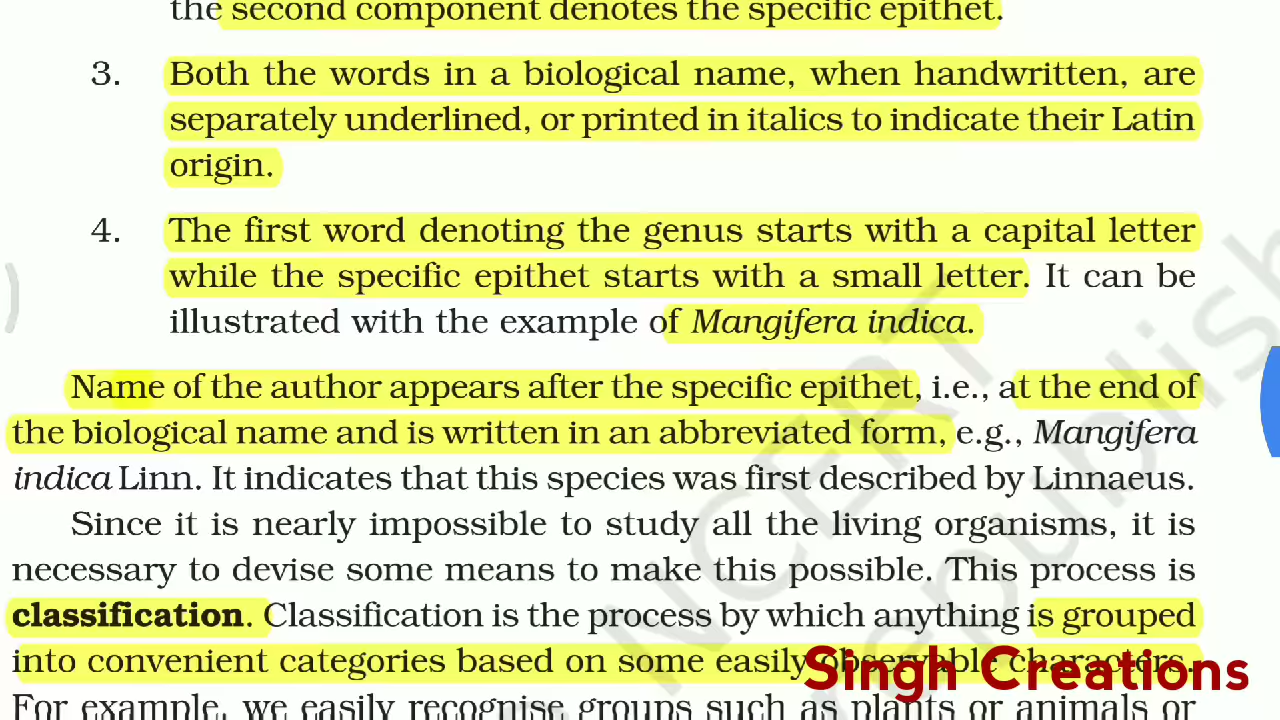 the second component denotes the specific epithet.
3. Both the words in a biological name, when handwritten, are
separately underlined, or printed in italics to indicate their Latin
origin.
4. The first word denoting the genus starts with a capital letter
while the specific epithet starts with a small letter. It can be
illustrated with the example of Mangifera indica.
Name of the author appears after the specific epithet, i.e., at the end of
the biological name and is written in an abbreviated form, e.g., Mangifera
indica Linn. It indicates that this species was first described by Linnaeus.
Since it is nearly impossible to study all the living organisms, it is
necessary to devise some means to make this possible. This process is
classification. Classification is the process by which anything is grouped
into convenient categories based on some easily observable characters.
Singh Creations
For example, we easily recognise groups such as plants or animals or
NCERT
republish